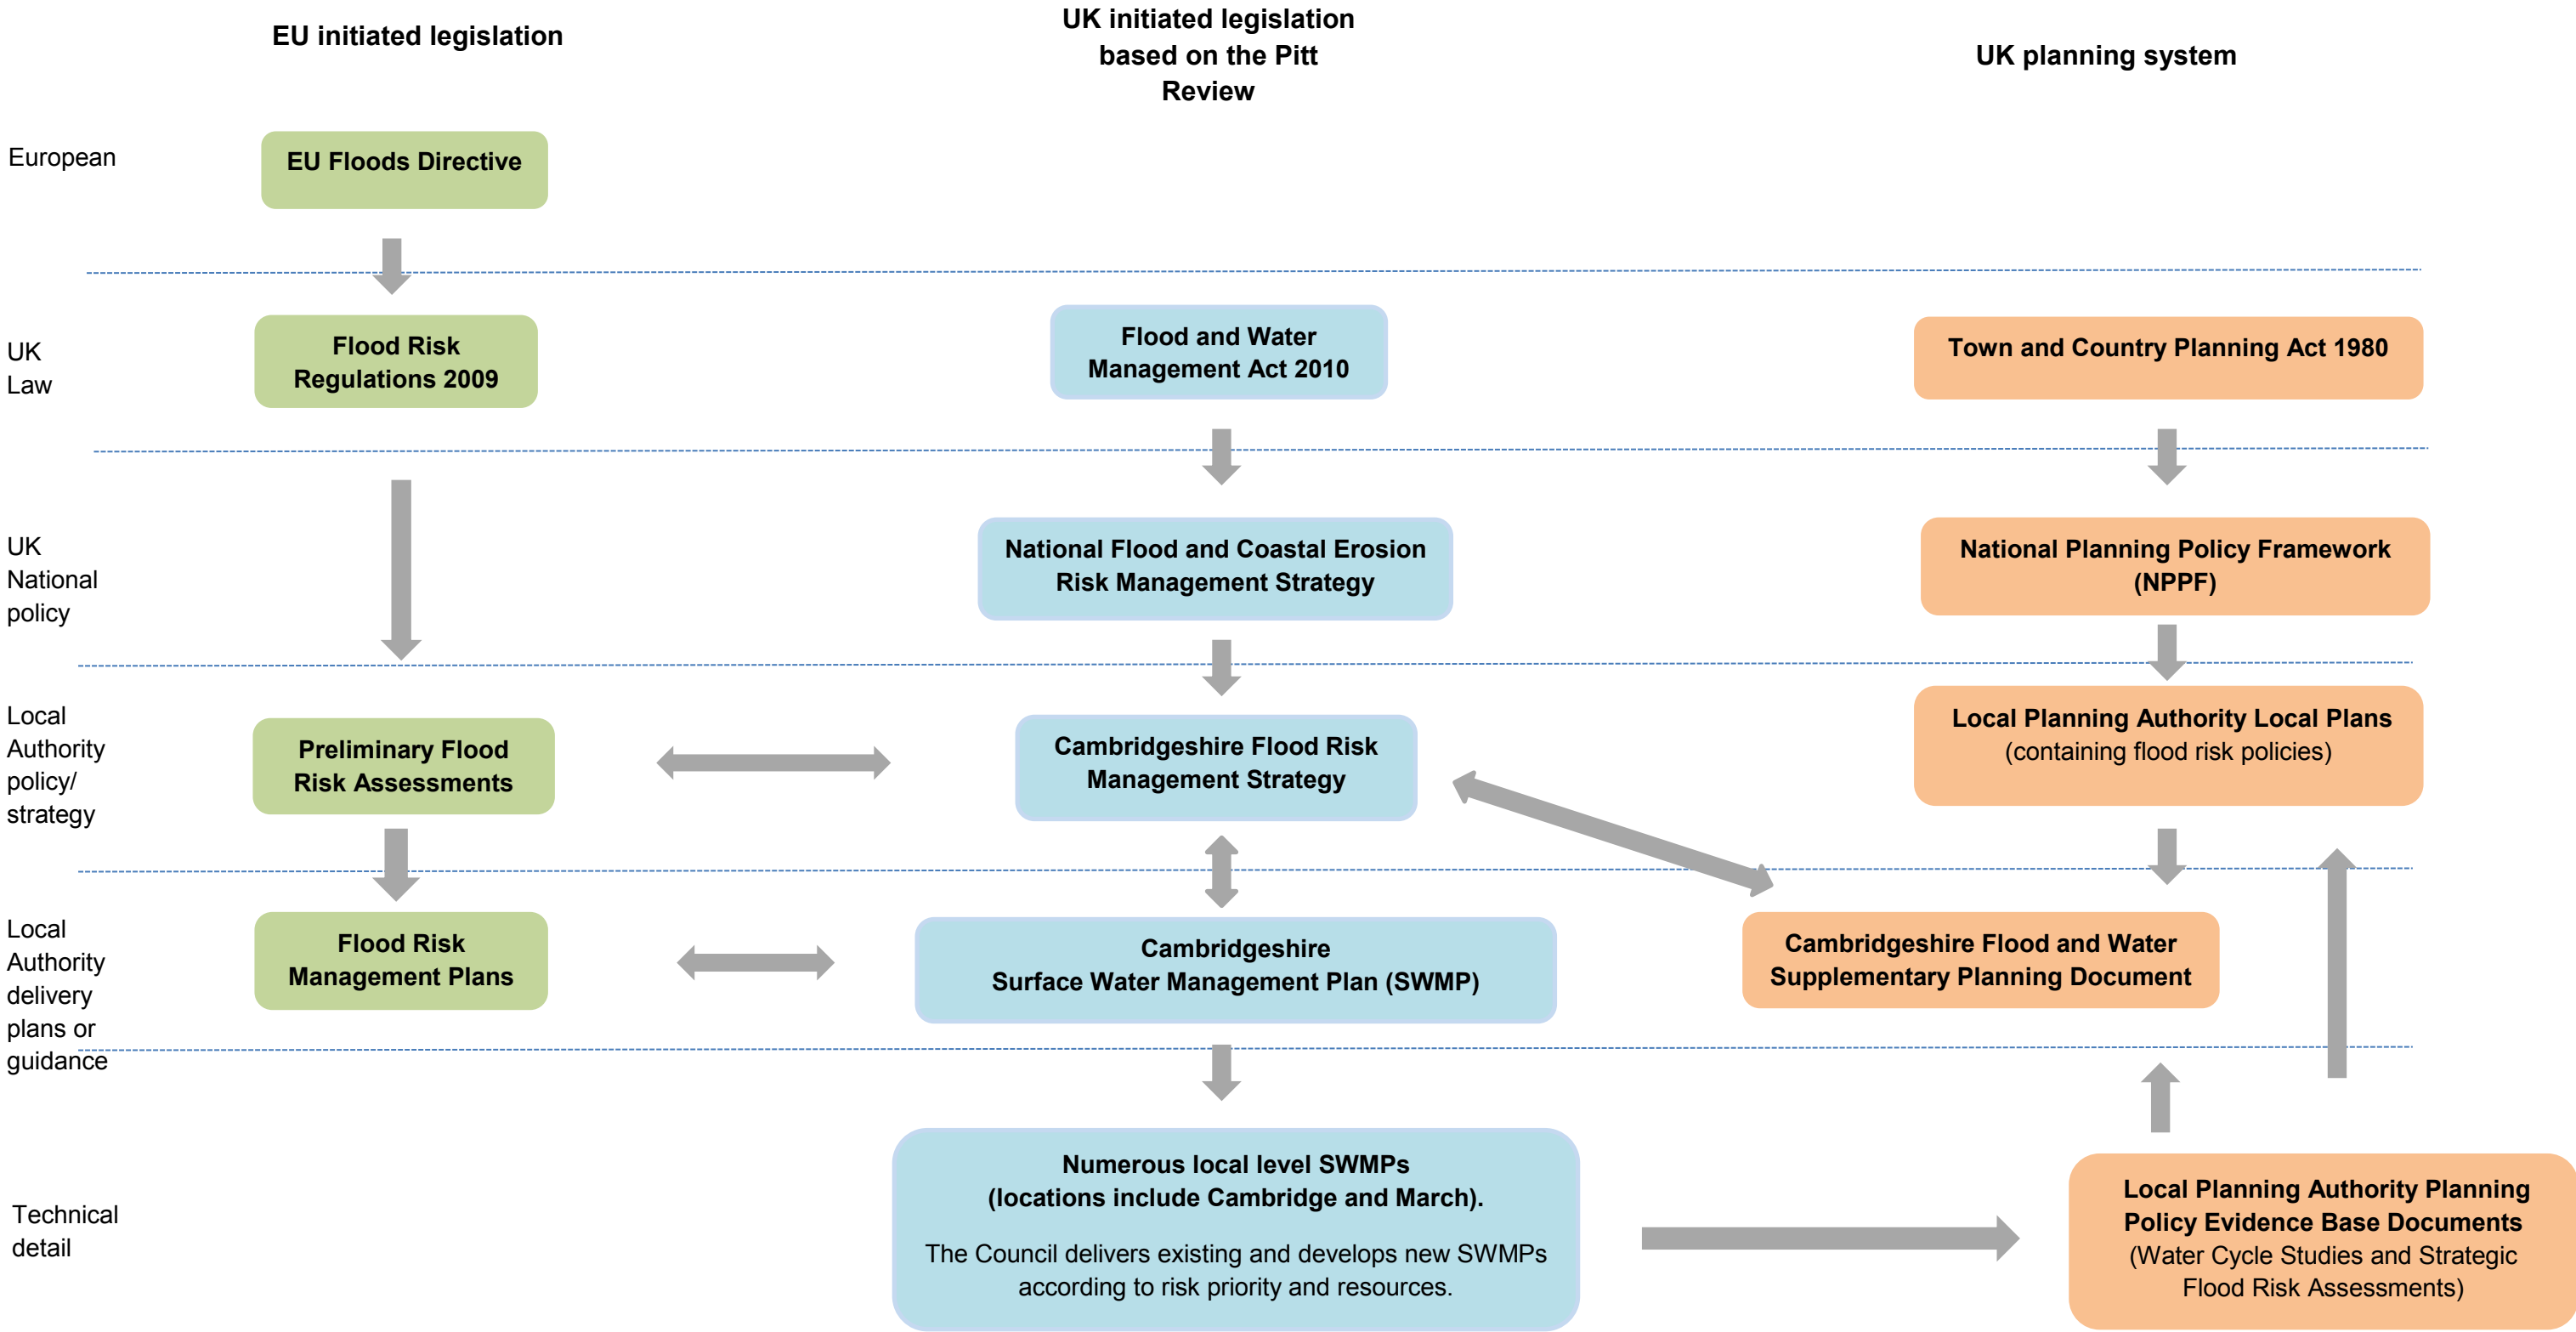 EU initiated legislation
UK initiated legislation
based on the Pitt
Review
UK planning system
European
EU Floods Directive
UK
Law
Flood Risk
Regulations 2009
Flood and Water
Management Act 2010
Town and Country Planning Act 1980
UK
National
policy
National Flood and Coastal Erosion
Risk Management Strategy
National Planning Policy Framework
(NPPF)
Local
Authority
policy/
strategy
Preliminary Flood
Risk Assessments
Cambridgeshire Flood Risk
Management Strategy
Local Planning Authority Local Plans
(containing flood risk policies)
Local
Authority
delivery
plans or
guidance
Flood Risk
Management Plans
Cambridgeshire
Surface Water Management Plan (SWMP)
Cambridgeshire Flood and Water
Supplementary Planning Document
Technical
detail
Numerous local level SWMPs
(locations include Cambridge and March).
The Council delivers existing and develops new SWMPs
according to risk priority and resources.
Local Planning Authority Planning
Policy Evidence Base Documents
(Water Cycle Studies and Strategic
Flood Risk Assessments)